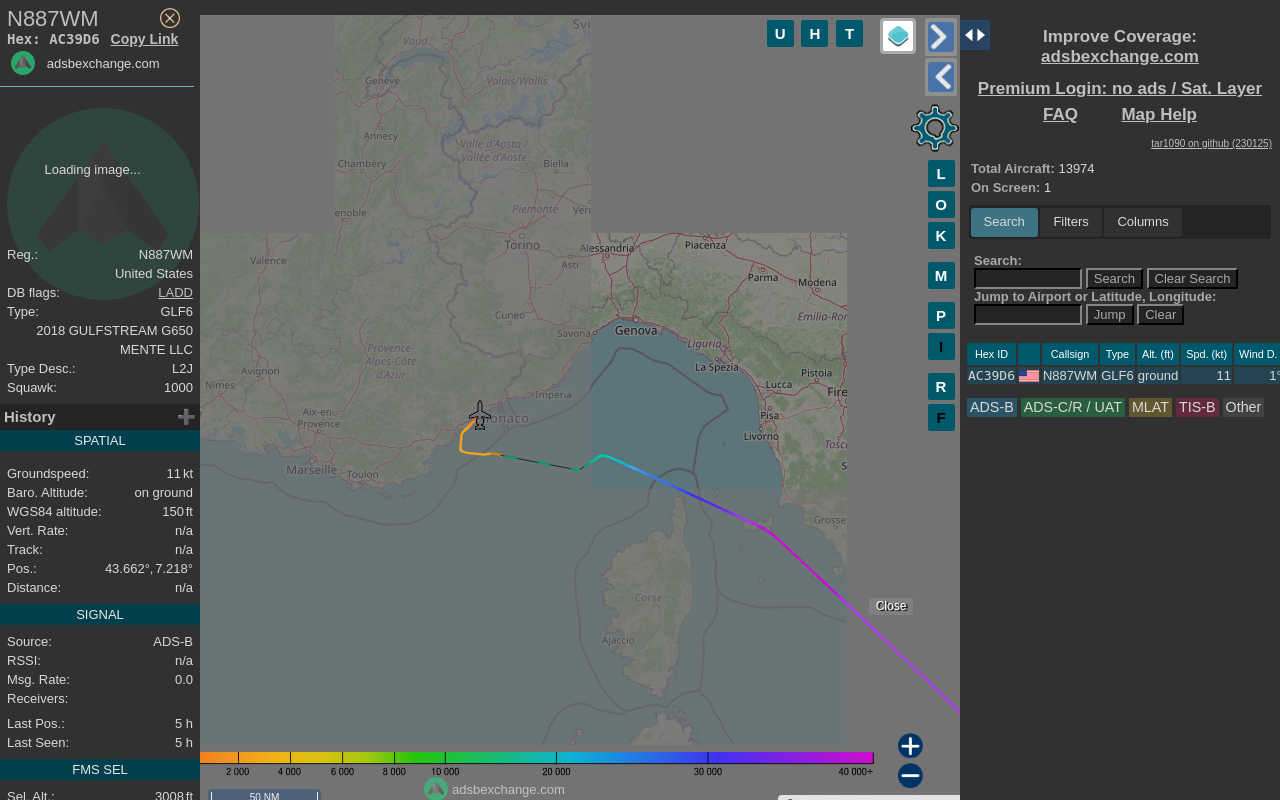 N887WM
Hex: AC39D6 Copy Link
adsbexchange.com
Loading image...
Reg.: N887WM
United States
DB flags: LADD
Type: GLF6
2018 GULFSTREAM G650
MENTE LLC
Type Desc.: L2J
Squawk: 1000
History
SPATIAL
Groundspeed: 11 kt
Baro. Altitude: on ground
WGS84 altitude: 150 ft
Vert. Rate: n/a
Track: n/a
Pos.: 43.662°, 7.218°
Distance: n/a
SIGNAL
Source: ADS-B
RSSI: n/a
Msg. Rate: 0.0
Receivers:
Last Pos.: 5 h
Last Seen: 5 h
FMS SEL
Sel. Alt.: 3008 ft
U H T
L
O
K
M
P
I
R
F
Vaud
Genève
Valais/Wallis
Annecy
Valle d'Aosta /
Vallée d'Aoste
Chambéry
Biella
Piemonte
enoble
Torino
Alessandria
Piacenza
Valence
Asti
Parma
Modena
Cuneo
Savona
Genova
Emilia-Ror
Provence-
Alpes-Côte
d'Azur
Liguria
La Spezia
Avignon
Nîmes
Pistoia
Lucca
Imperia
Fire
Aix-en-
Provence
onaco
Pisa
Livorno
Tosc
Marseille
Toulon
Grosse
Corse
Ajaccio
Close
2 000 4 000 6 000 8 000 10 000 20 000 30 000 40 000+
adsbexchange.com
50 NM
Improve Coverage:
adsbexchange.com
Premium Login: no ads / Sat. Layer
FAQ Map Help
tar1090 on github (230125)
Total Aircraft: 13974
On Screen: 1
Search Filters Columns
Search:
Search Clear Search
Jump to Airport or Latitude, Longitude:
Jump Clear
Hex ID Callsign Type Alt. (ft) Spd. (kt) Wind D.
AC39D6 N887WM GLF6 ground 11 1°
ADS-B ADS-C/R / UAT MLAT TIS-B Other